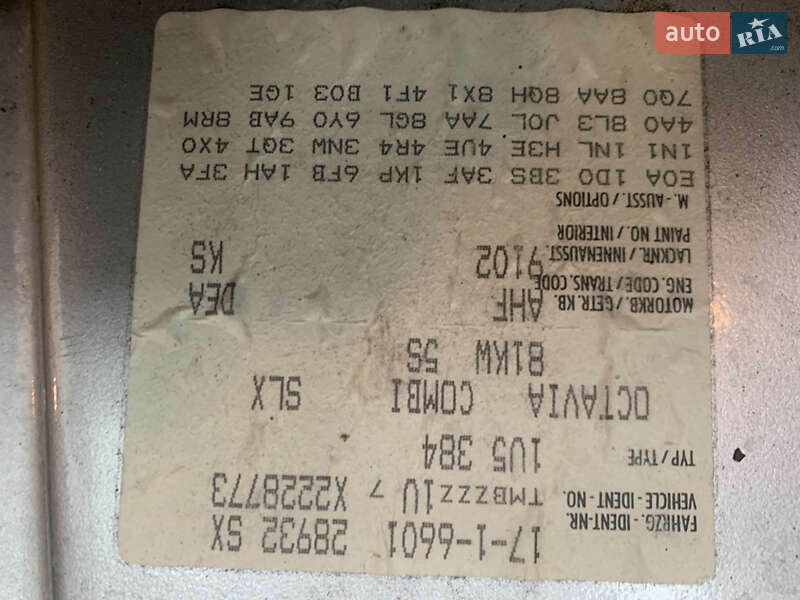 auto RIA .com
17-1-6601 28932 SX
FAHRZG. - IDENT-NR.
VEHICLE - IDENT - NO. TMBZZZ1U 7 X2228773
TYP / TYPE 1U5 384
OCTAVIA COMBI SLX
81KW 5S
MOTORKB / GETR. KB. AHF DEA
ENG. CODE / TRANS. CODE
LACKNR. / INNENAUSST. 9102 KS
PAINT NO. / INTERIOR
M. - AUSST. / OPTIONS
E0A 1D0 3BS 3AF 1KP 6FB 1AH 3FA
1N1 1NL H3E 4UE 4R4 3NW 3QT 4X0
4A0 8L3 J0L 7AA 8GL 6Y0 9AB 8RM
7Q0 8AA 8QH 8X1 4F1 B03 1GE